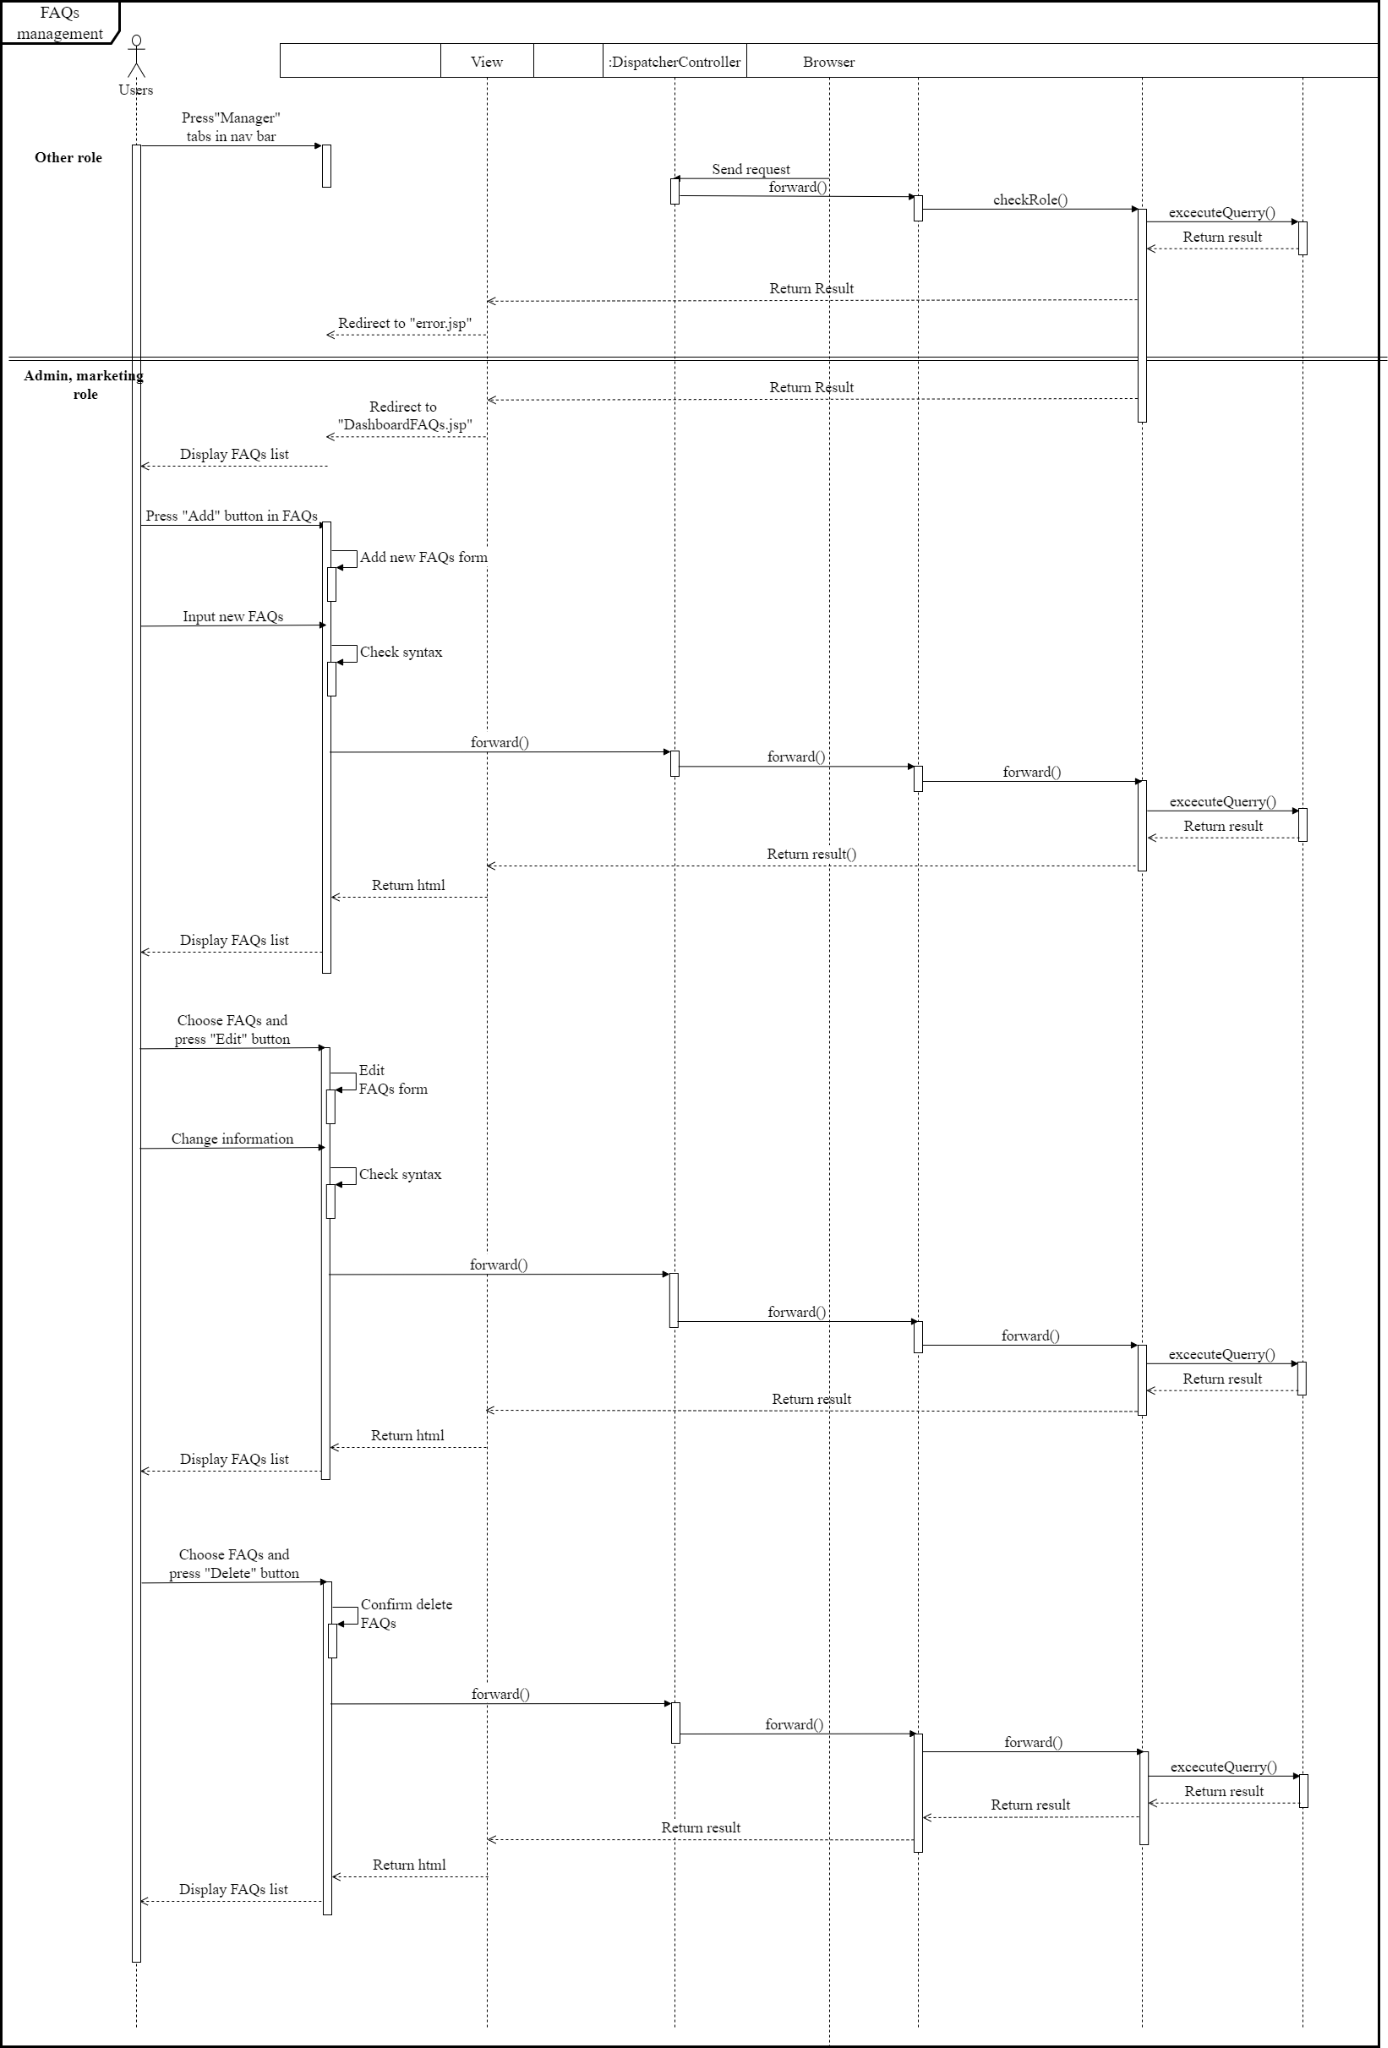 FAQs
management
View
:DispatcherController
Browser
Users
Press"Manager"
tabs in nav bar
Other role
Send request
forward()
checkRole()
excecuteQuerry()
Return result
Return Result
Redirect to "error.jsp"
Admin, marketing
role
Return Result
Redirect to
"DashboardFAQs.jsp"
Display FAQs list
Press "Add" button in FAQs
Add new FAQs form
Input new FAQs
Check syntax
forward()
forward()
forward()
excecuteQuerry()
Return result
Return result()
Return html
Display FAQs list
Choose FAQs and
press "Edit" button
Edit
FAQs form
Change information
Check syntax
forward()
forward()
forward()
excecuteQuerry()
Return result
Return result
Return html
Display FAQs list
Choose FAQs and
press "Delete" button
Confirm delete
FAQs
forward()
forward()
forward()
excecuteQuerry()
Return result
Return result
Return result
Return html
Display FAQs list